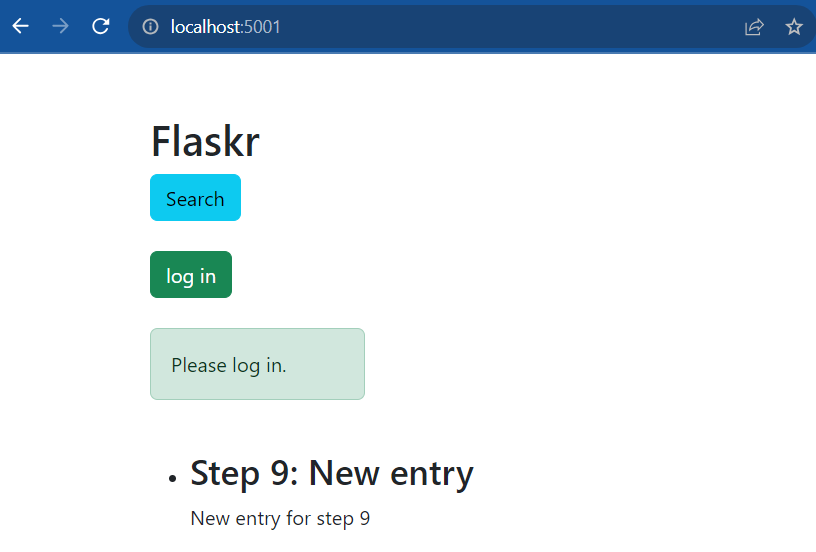 localhost:5001
Flaskr
Search
log in
Please log in.
Step 9: New entry
New entry for step 9